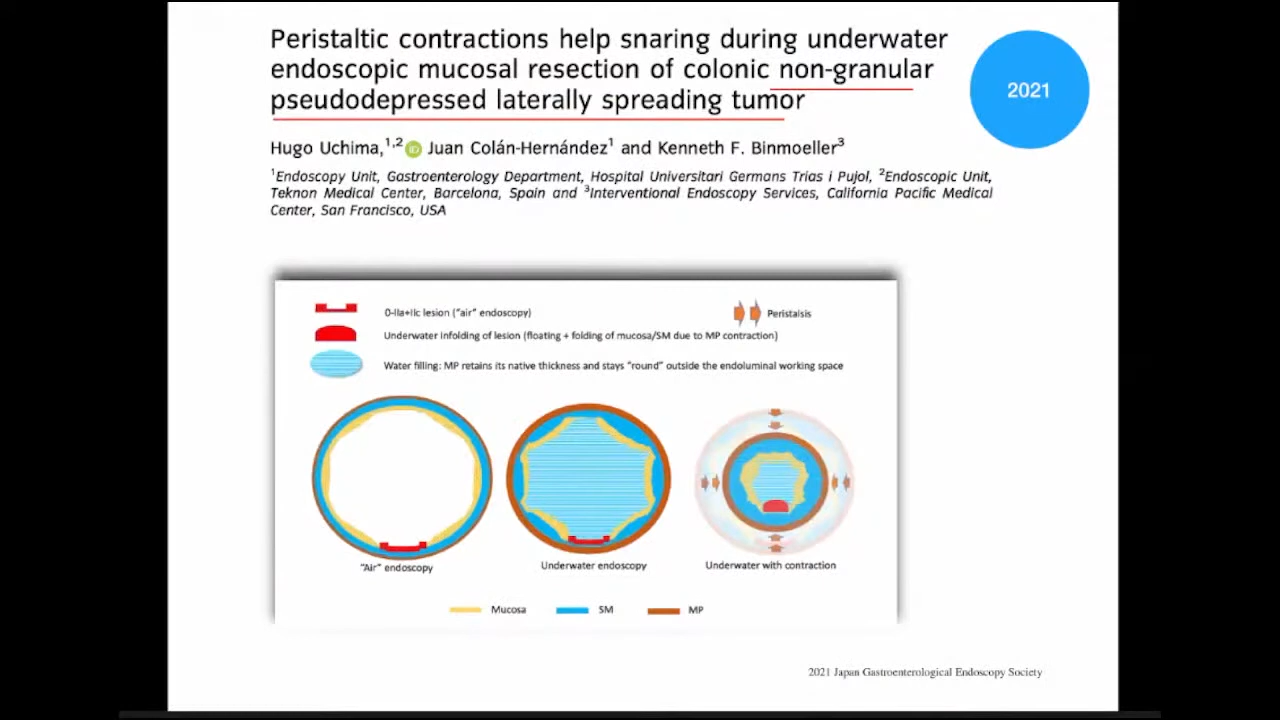 Peristaltic contractions help snaring during underwater
endoscopic mucosal resection of colonic non-granular
pseudodepressed laterally spreading tumor
2021
Hugo Uchima,1,2 iD Juan Colán-Hernández1 and Kenneth F. Binmoeller3
1Endoscopy Unit, Gastroenterology Department, Hospital Universitari Germans Trias i Pujol, 2Endoscopic Unit,
Teknon Medical Center, Barcelona, Spain and 3Interventional Endoscopy Services, California Pacific Medical
Center, San Francisco, USA
0-IIa+IIc lesion ("air" endoscopy)
Peristalsis
Underwater infolding of lesion (floating + folding of mucosa/SM due to MP contraction)
Water filling: MP retains its native thickness and stays "round" outside the endoluminal working space
"Air" endoscopy
Underwater endoscopy
Underwater with contraction
Mucosa
SM
MP
2021 Japan Gastroenterological Endoscopy Society